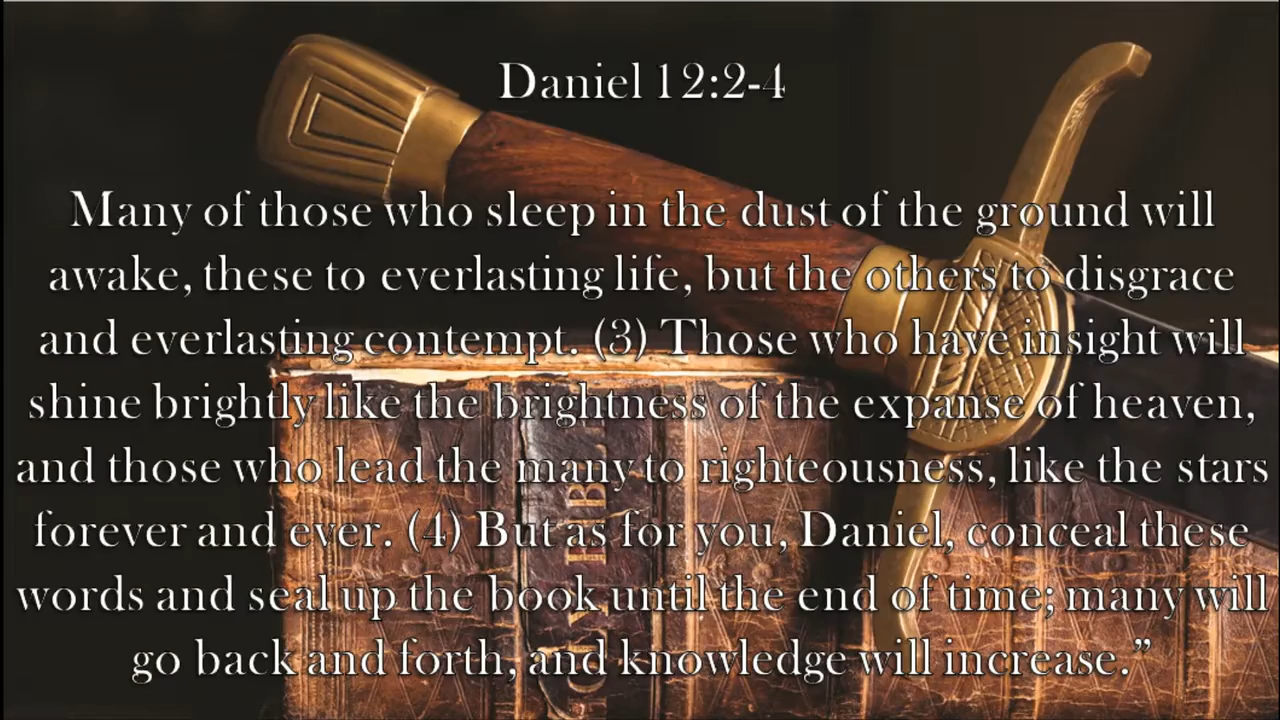 Daniel 12:2-4
Many of those who sleep in the dust of the ground will
awake, these to everlasting life, but the others to disgrace
and everlasting contempt. (3) Those who have insight will
shine brightly like the brightness of the expanse of heaven,
and those who lead the many to righteousness, like the stars
forever and ever. (4) But as for you, Daniel, conceal these
words and seal up the book until the end of time; many will
go back and forth, and knowledge will increase.”